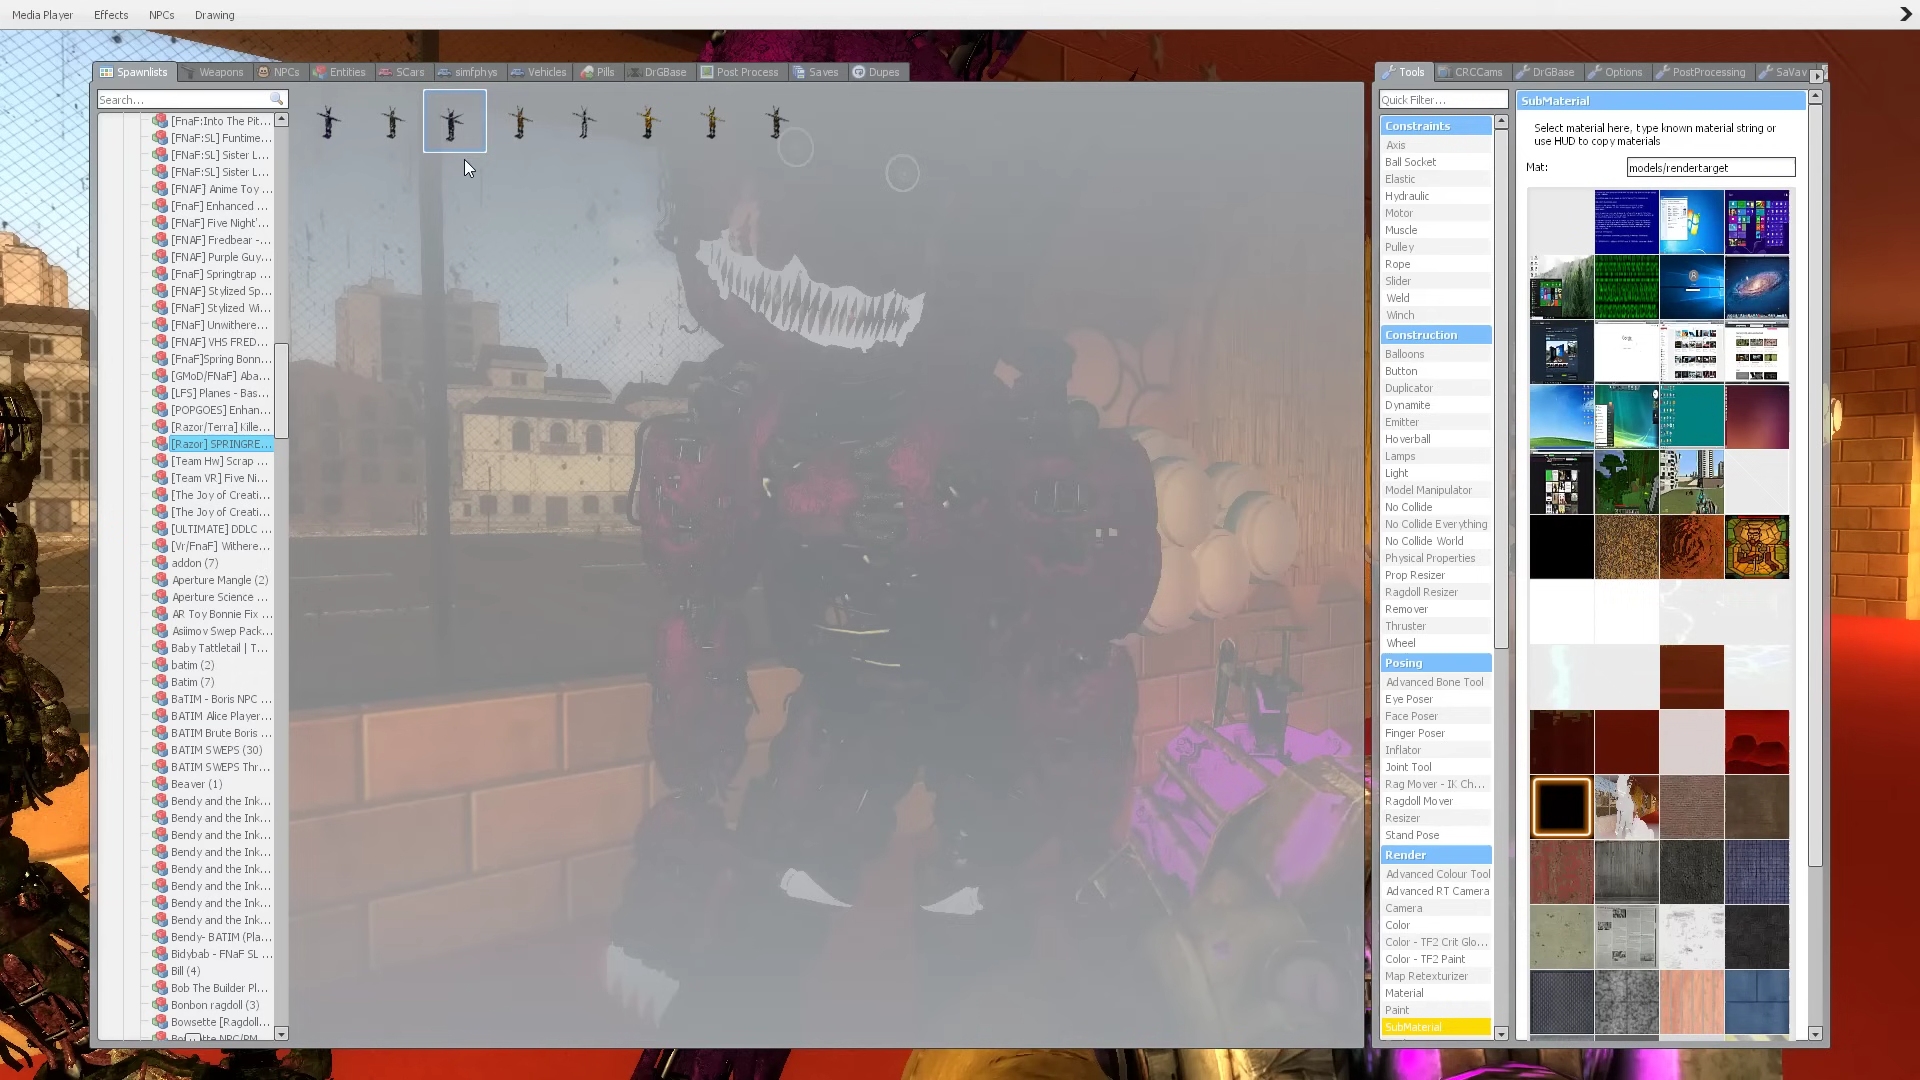 Media Player
Effects
NPCs
Drawing
Spawnlists
Weapons
NPCs
Entities
SCars
simfphys
Vehicles
Pills
DrGBase
Post Process
Saves
Dupes
Search...
[FnaF:Into The Pit...
[FNaF:SL] Funtime...
[FNaF:SL] Sister L...
[FNaF:SL] Sister L...
[FNAF] Anime Toy ...
[FnaF] Enhanced ...
[FNaF] Five Night'...
[FNAF] Fredbear -...
[FNAF] Purple Guy...
[FnaF] Springtrap ...
[FNAF] Stylized Sp...
[FNAF] Stylized Wi...
[FNAF] Unwithere...
[FNAF] VHS FRED...
[FnaF]Spring Bonn...
[GMoD/FNaF] Aba...
[LFS] Planes - Bas...
[POPGOES] Enhan...
[Razor/Terra] Kille...
[Razor] SPRINGRE...
[Team Hw] Scrap ...
[Team VR] Five Ni...
[The Joy of Creati...
[The Joy of Creati...
[ULTIMATE] DDLC ...
[Vr/FnaF] Withere...
addon (7)
Aperture Mangle (2)
Aperture Science ...
AR Toy Bonnie Fix ...
Asiimov Swep Pack...
Baby Tattletail | T...
batim (2)
Batim (7)
BaTIM - Boris NPC ...
BATIM Alice Player...
BATIM Brute Boris ...
BATIM SWEPS (30)
BATIM SWEPS Thr...
Beaver (1)
Bendy and the Ink...
Bendy and the Ink...
Bendy and the Ink...
Bendy and the Ink...
Bendy and the Ink...
Bendy and the Ink...
Bendy and the Ink...
Bendy and the Ink...
Bendy- BATIM (Pla...
Bidybab - FNaF SL ...
Bill (4)
Bob The Builder Pl...
Bonbon ragdoll (3)
Bowsette [Ragdoll...
Tools
CRCCams
DrGBase
Options
PostProcessing
SaVav
Quick Filter...
Constraints
Axis
Ball Socket
Elastic
Hydraulic
Motor
Muscle
Pulley
Rope
Slider
Weld
Winch
Construction
Balloons
Button
Duplicator
Dynamite
Emitter
Hoverball
Lamps
Light
Model Manipulator
No Collide
No Collide Everything
No Collide World
Physical Properties
Prop Resizer
Ragdoll Resizer
Remover
Thruster
Wheel
Posing
Advanced Bone Tool
Eye Poser
Face Poser
Finger Poser
Inflator
Joint Tool
Rag Mover - IK Ch...
Ragdoll Mover
Resizer
Stand Pose
Render
Advanced Colour Tool
Advanced RT Camera
Camera
Color
Color - TF2 Crit Glo...
Color - TF2 Paint
Map Retexturizer
Material
Paint
SubMaterial
SubMaterial
Select material here, type known material string or
use HUD to copy materials
Mat:
models/rendertarget